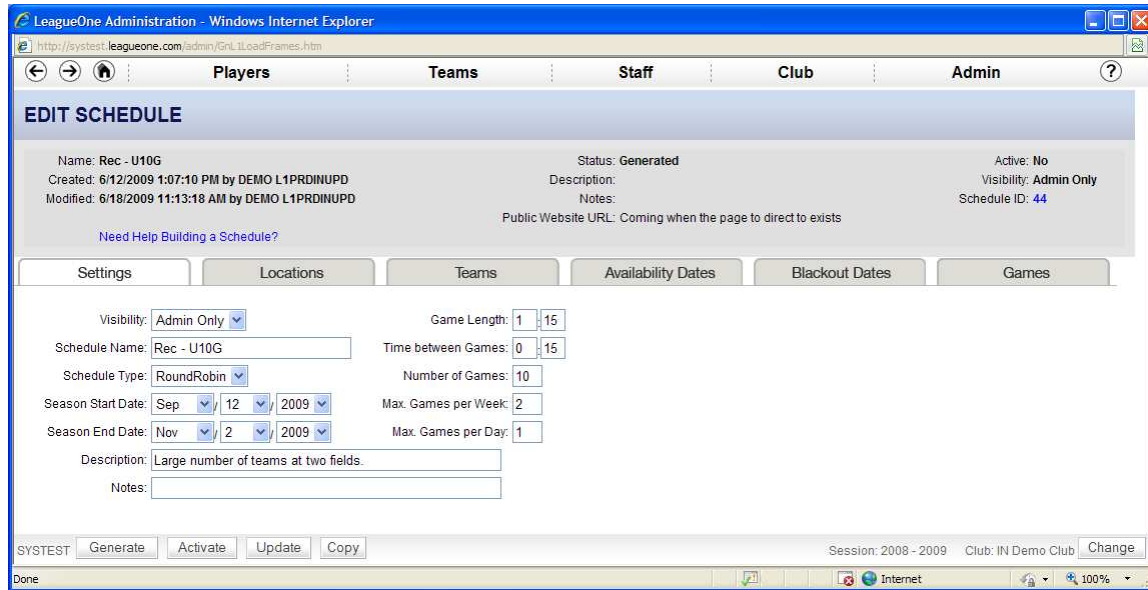 LeagueOne Administration - Windows Internet Explorer
http://systest.leagueone.com/admin/GnL1LoadFrames.htm
Players Teams Staff Club Admin ?
EDIT SCHEDULE
Name: Rec - U10G Status: Generated Active: No
Created: 6/12/2009 1:07:10 PM by DEMO L1PRDINUPD Description: Visibility: Admin Only
Modified: 6/18/2009 11:13:18 AM by DEMO L1PRDINUPD Notes: Schedule ID: 44
Public Website URL: Coming when the page to direct to exists
Need Help Building a Schedule?
Settings Locations Teams Availability Dates Blackout Dates Games
Visibility: Admin Only Game Length: 1 : 15
Schedule Name: Rec - U10G Time between Games: 0 : 15
Schedule Type: RoundRobin Number of Games: 10
Season Start Date: Sep / 12 / 2009 Max. Games per Week: 2
Season End Date: Nov / 2 / 2009 Max. Games per Day: 1
Description: Large number of teams at two fields.
Notes:
SYSTEST Generate Activate Update Copy Session: 2008 - 2009 Club: IN Demo Club Change
Done Internet 100%